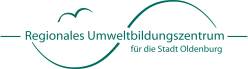 Regionales Umweltbildungszentrum
für die Stadt Oldenburg